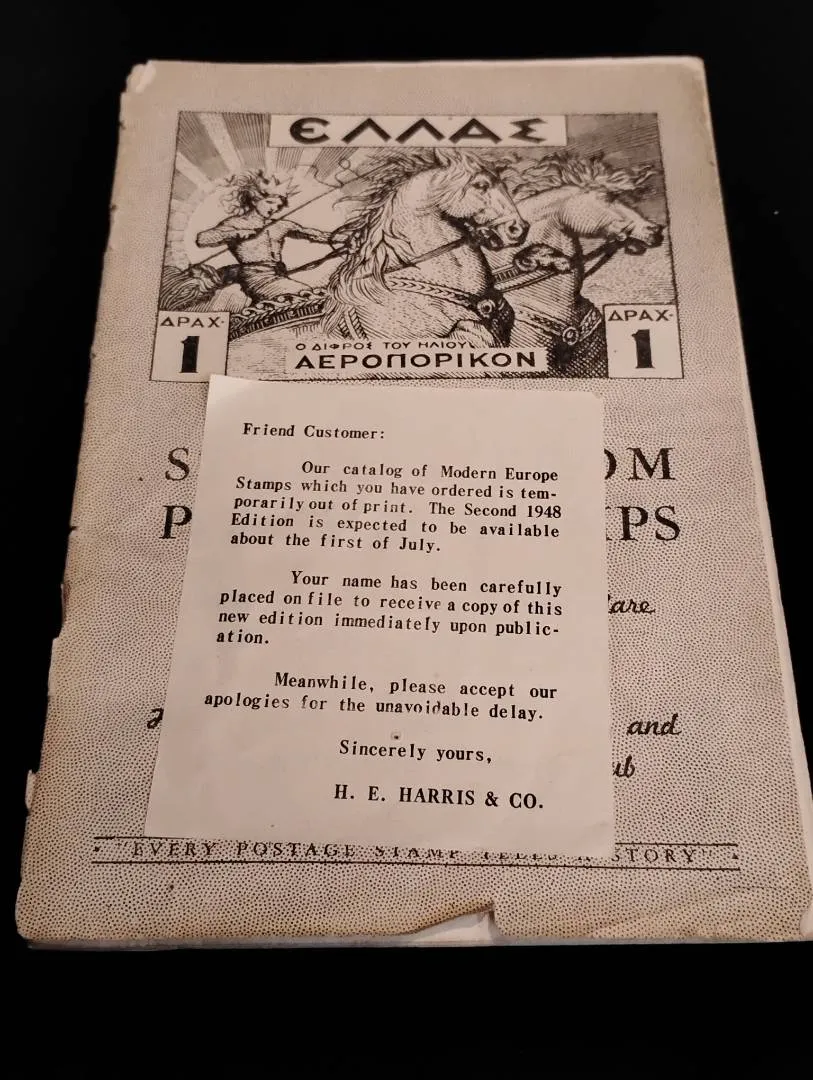 ΕΛΛΑΣ
ΔΡΑΧ·
1
ΔΡΑΧ·
1
Ο ΔΙΦΡΟΣ ΤΟΥ ΗΛΙΟΥ
ΑΕΡΟΠΟΡΙΚΟΝ
Friend Customer:
Our catalog of Modern Europe
Stamps which you have ordered is tem-
porarily out of print. The Second 1948
Edition is expected to be available
about the first of July.
Your name has been carefully
placed on file to receive a copy of this
new edition immediately upon public-
ation.
Meanwhile, please accept our
apologies for the unavoidable delay.
Sincerely yours,
H. E. HARRIS & CO.
and
"EVERY POSTAGE STAMP TELLS A STORY"